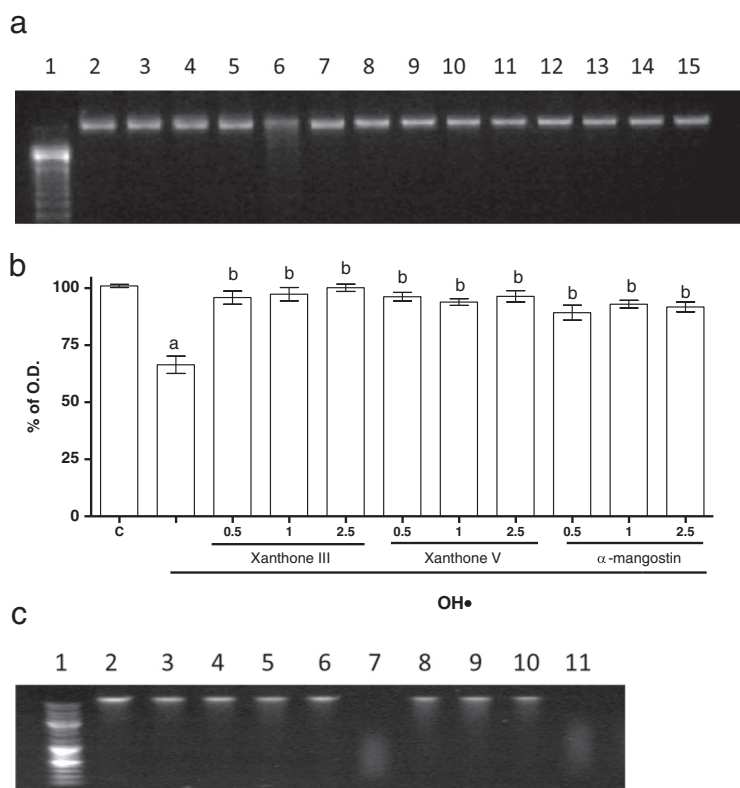 a
1 2 3 4 5 6 7 8 9 10 11 12 13 14 15
b
100
75
50
25
0
% of O.D.
a
b b b b b b b b b
C 0.5 1 2.5 0.5 1 2.5 0.5 1 2.5
Xanthone III Xanthone V α-mangostin
OH•
c
1 2 3 4 5 6 7 8 9 10 11